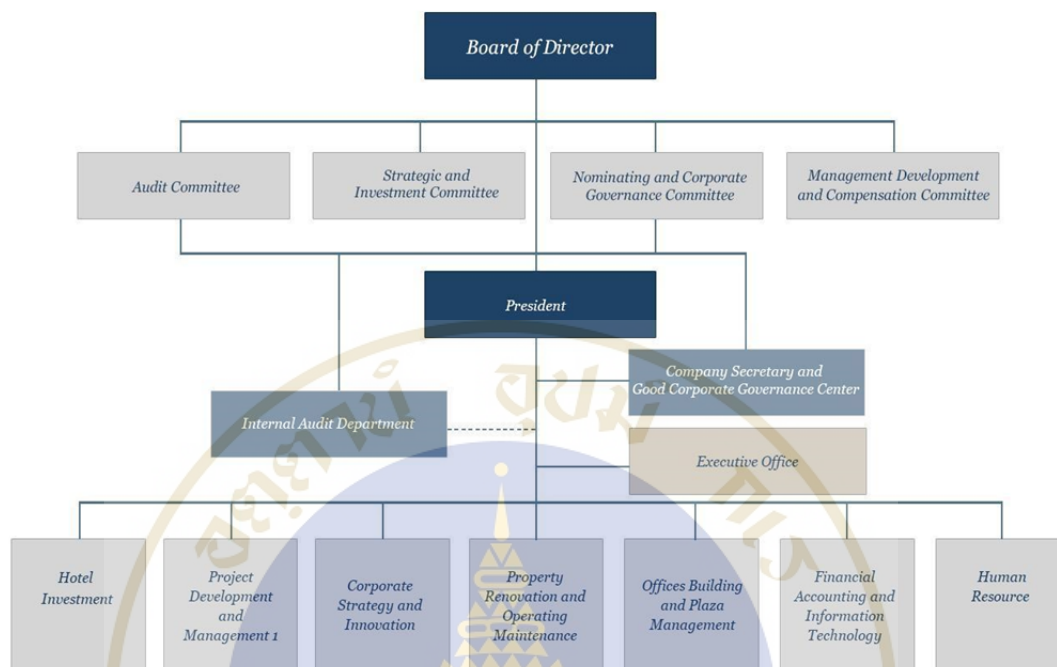 Board of Director
Audit Committee
Strategic and
Investment Committee
Nominating and Corporate
Governance Committee
Management Development
and Compensation Committee
President
Company Secretary and
Good Corporate Governance Center
Internal Audit Department
Executive Office
Hotel
Investment
Project
Development
and
Management 1
Corporate
Strategy and
Innovation
Property
Renovation and
Operating
Maintenance
Offices Building
and Plaza
Management
Financial
Accounting and
Information
Technology
Human
Resource